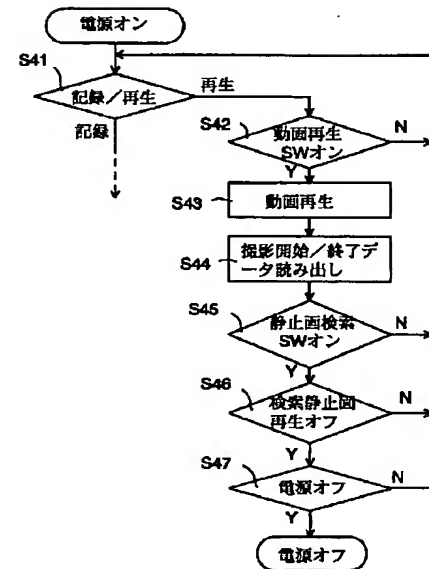 電源オン
S41
記録/再生
再生
記録
S42
動画再生
SWオン
N
Y
S43
動画再生
S44
撮影開始/終了デ
ータ読み出し
S45
静止画検索
SWオン
N
Y
S46
検索静止画
再生オフ
N
Y
S47
電源オフ
N
Y
電源オフ